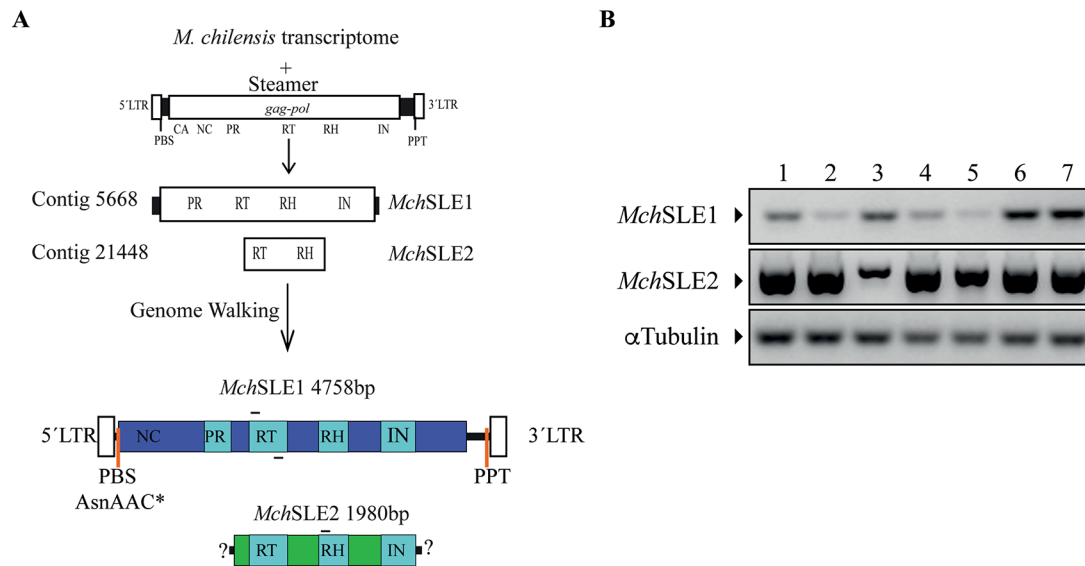 A
M. chilensis transcriptome
+
Steamer
5´LTR gag-pol 3´LTR
CA NC PR RT RH IN
PBS PPT
Contig 5668 PR RT RH IN MchSLE1
Contig 21448 RT RH MchSLE2
Genome Walking
MchSLE1 4758bp
5´LTR NC PR RT RH IN 3´LTR
PBS PPT
AsnAAC*
MchSLE2 1980bp
? RT RH IN ?
B
1 2 3 4 5 6 7
MchSLE1
MchSLE2
αTubulin